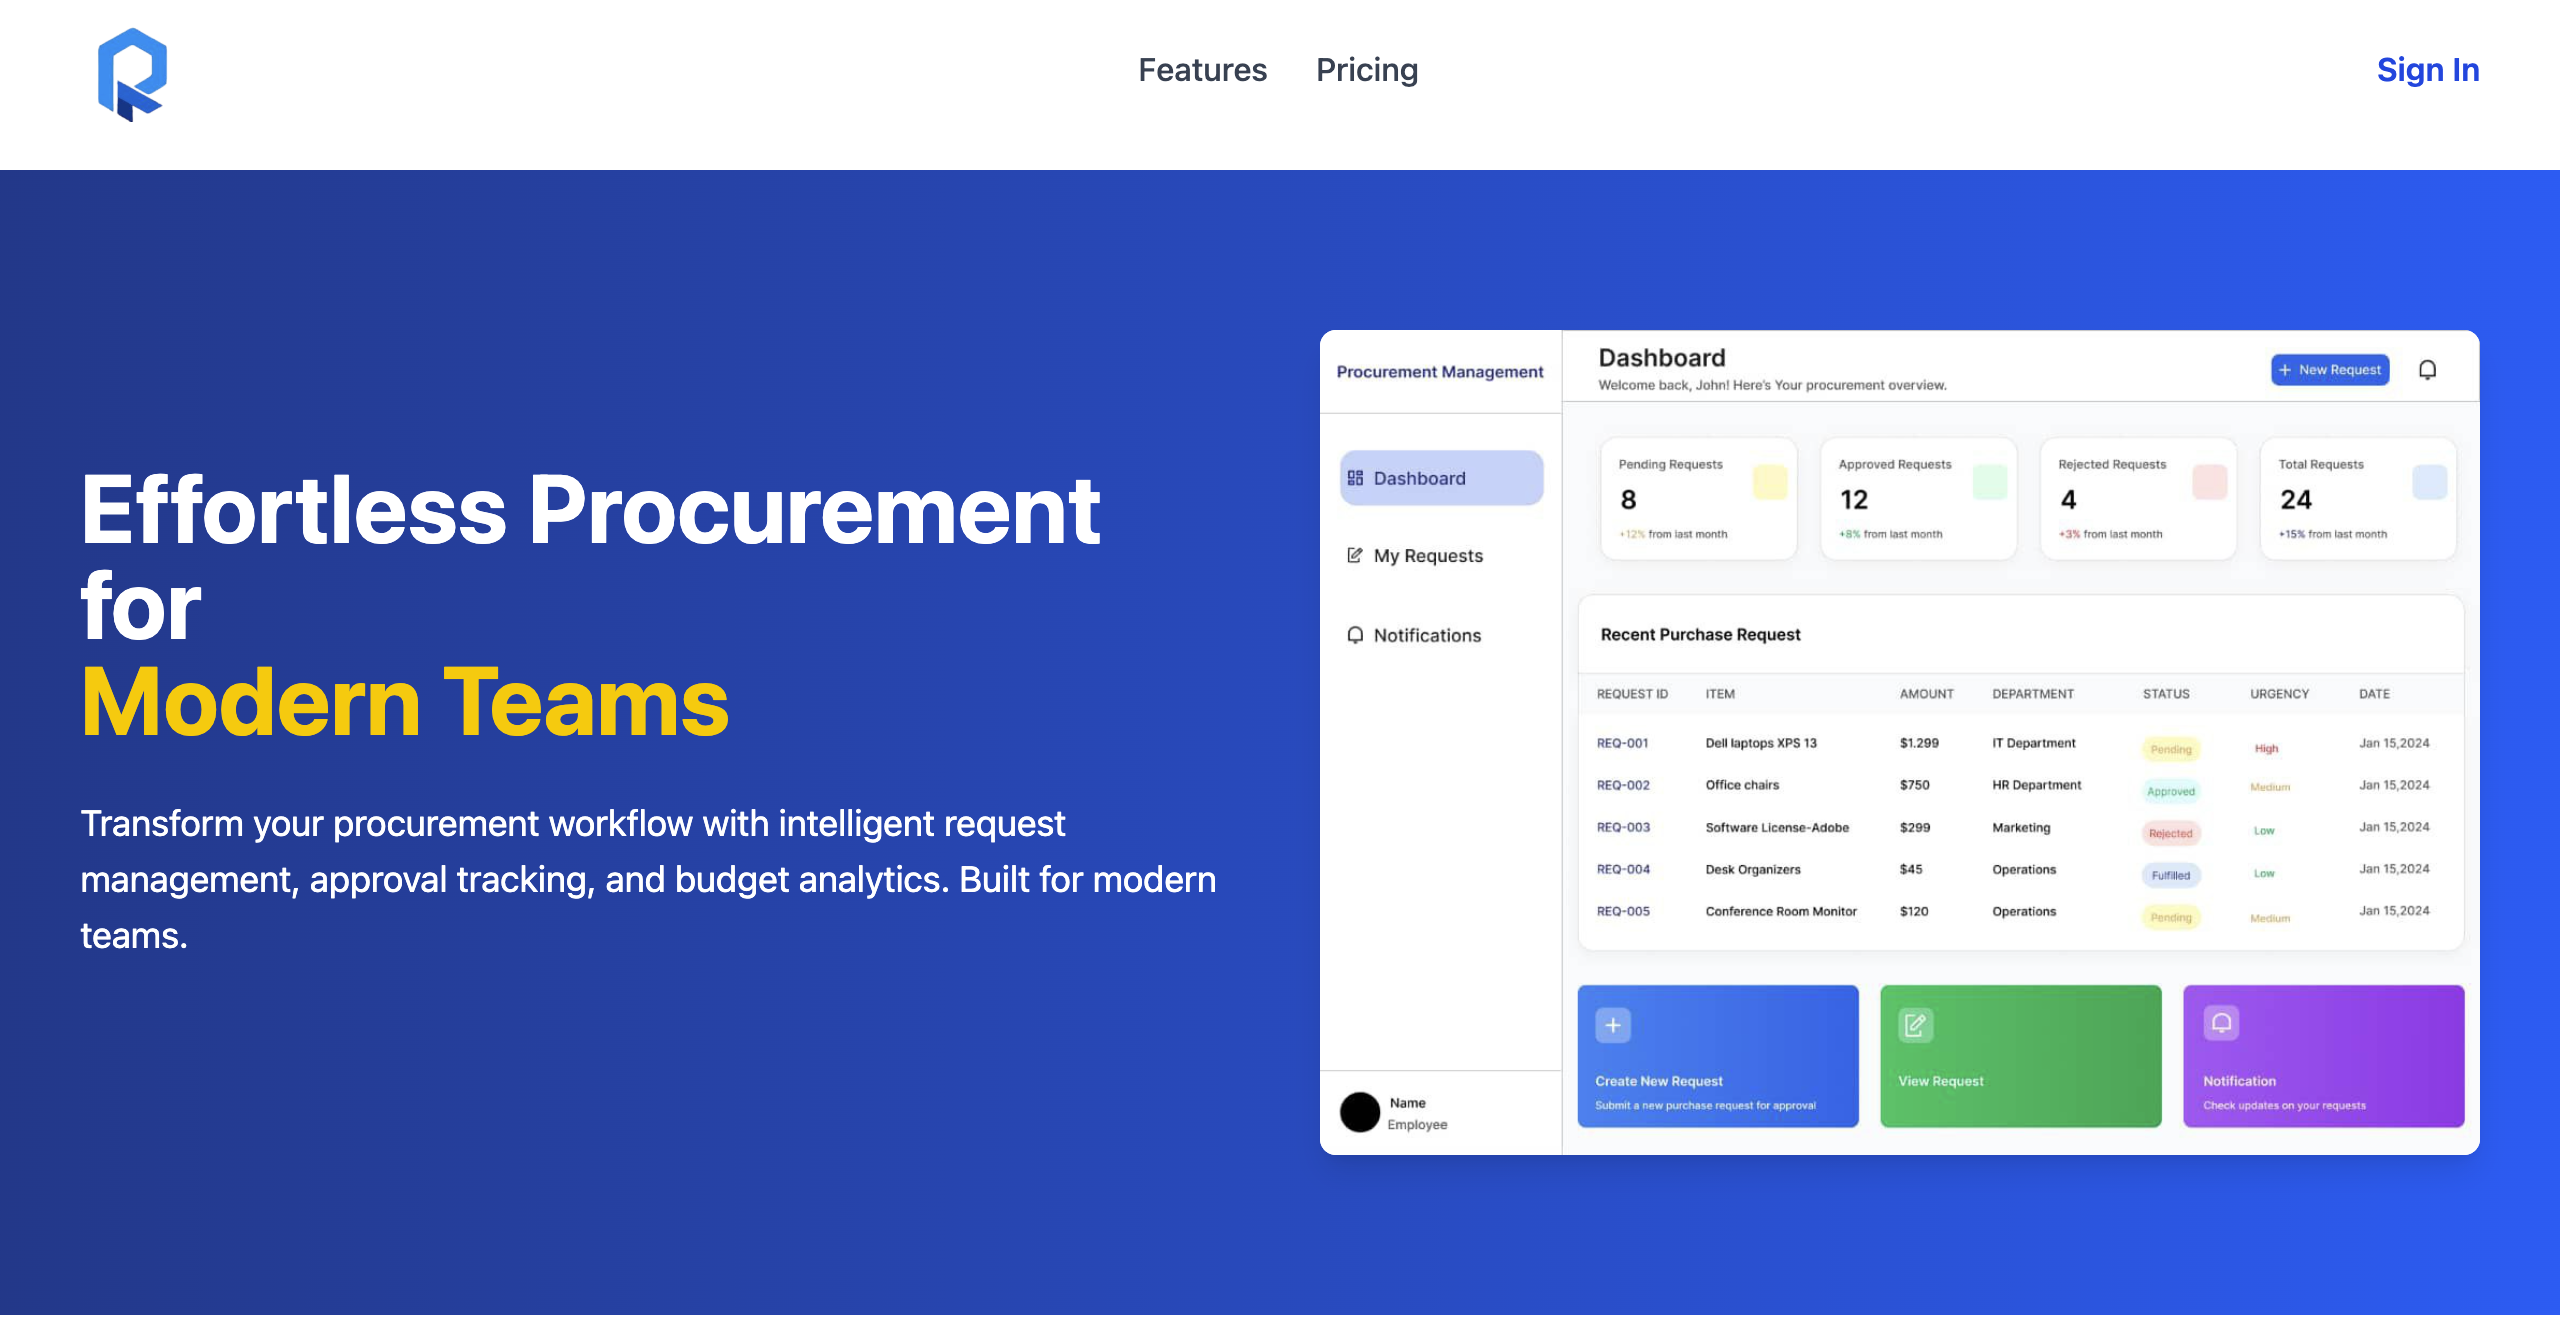 Features Pricing Sign In
Effortless Procurement
for
Modern Teams
Transform your procurement workflow with intelligent request
management, approval tracking, and budget analytics. Built for modern
teams.
Procurement Management
Dashboard
My Requests
Notifications
Name
Employee
Dashboard
Welcome back, John! Here's Your procurement overview.
+ New Request
Pending Requests
8
+12% from last month
Approved Requests
12
+8% from last month
Rejected Requests
4
+3% from last month
Total Requests
24
+15% from last month
Recent Purchase Request
REQUEST ID ITEM AMOUNT DEPARTMENT STATUS URGENCY DATE
REQ-001 Dell laptops XPS 13 $1.299 IT Department Pending High Jan 15,2024
REQ-002 Office chairs $750 HR Department Approved Medium Jan 15,2024
REQ-003 Software License-Adobe $299 Marketing Rejected Low Jan 15,2024
REQ-004 Desk Organizers $45 Operations Fulfilled Low Jan 15,2024
REQ-005 Conference Room Monitor $120 Operations Pending Medium Jan 15,2024
Create New Request
Submit a new purchase request for approval
View Request
Notification
Check updates on your requests